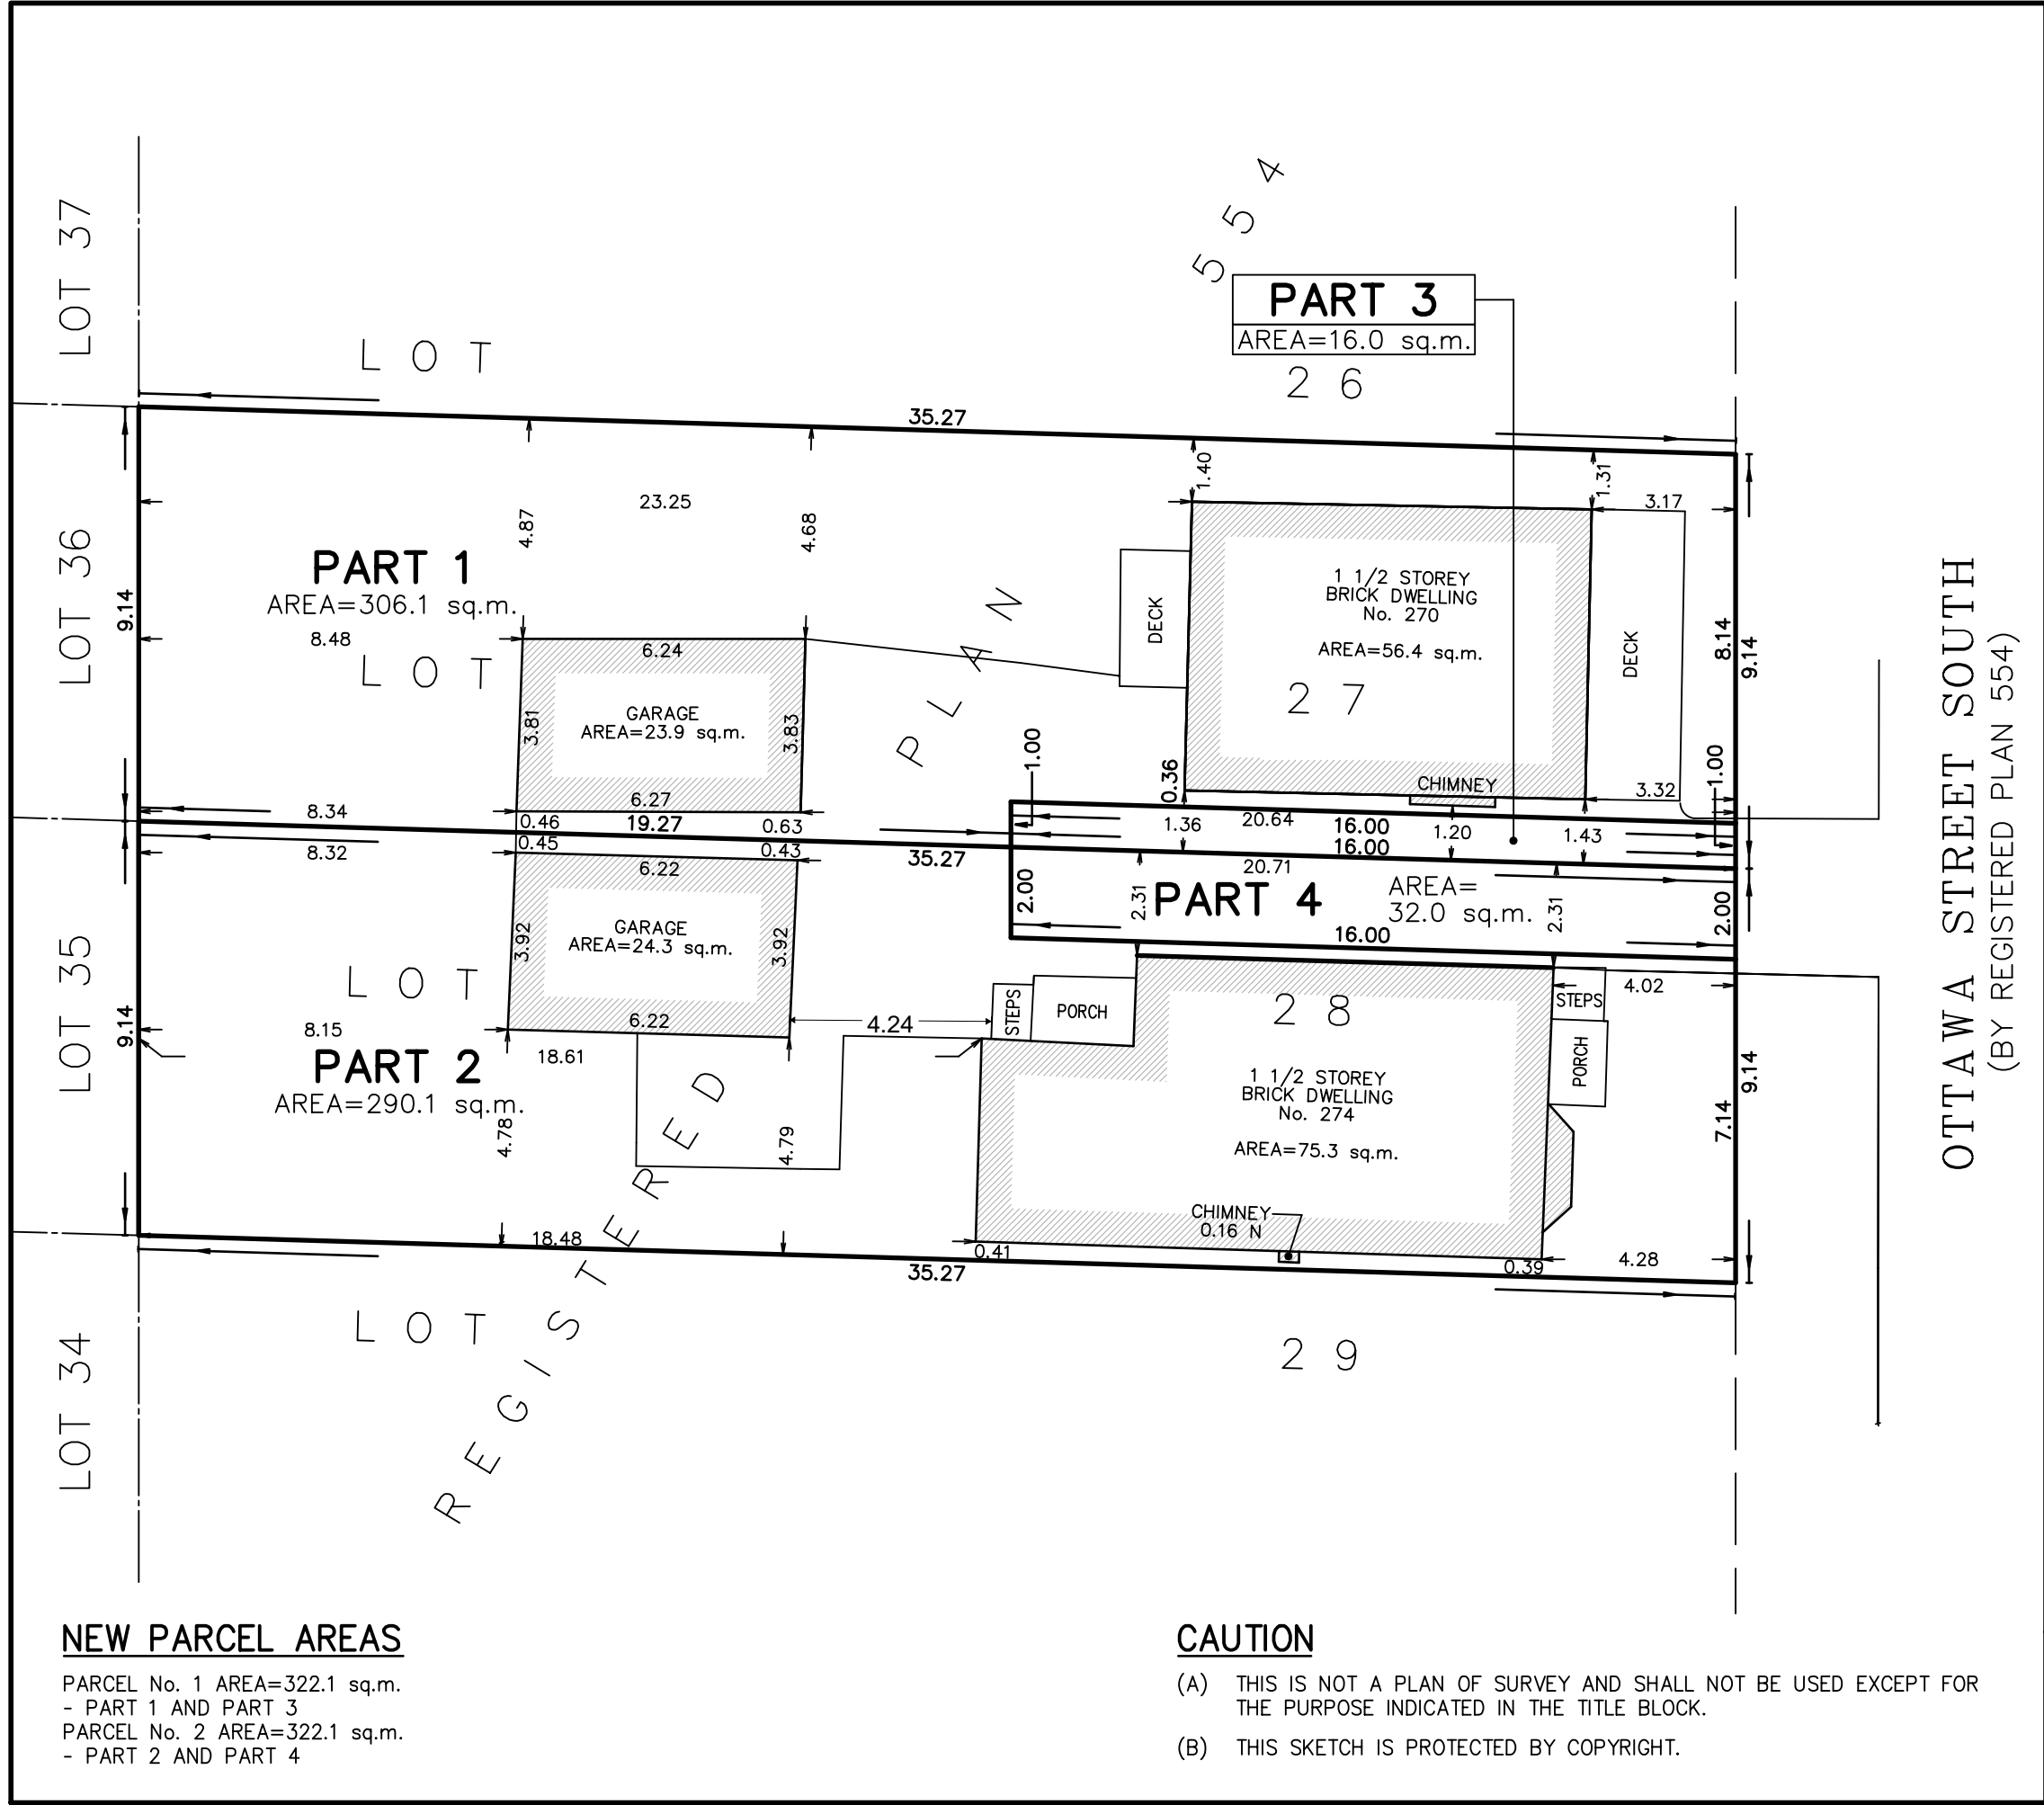 LOT 37
LOT 36
LOT 35
LOT 34
5 5 4
PART 3
AREA=16.0 sq.m.
L O T
2 6
35.27
1.40
1.31
3.17
23.25
4.87
4.68
9.14
PART 1
AREA=306.1 sq.m.
8.48
L O T
2 7
6.24
GARAGE
AREA=23.9 sq.m.
3.81
3.83
6.27
DECK
1 1/2 STOREY
BRICK DWELLING
No. 270
AREA=56.4 sq.m.
DECK
8.14
9.14
P L A N
1.00
0.36
CHIMNEY
3.32
1.00
8.34
0.46
19.27
0.63
1.36
20.64
16.00
1.20
1.43
8.32
0.45
0.43
35.27
16.00
20.71
6.22
GARAGE
AREA=24.3 sq.m.
3.92
3.92
6.22
2.00
2.31
PART 4
AREA=
32.0 sq.m.
2.31
2.00
16.00
L O T
2 8
9.14
8.15
18.61
PART 2
AREA=290.1 sq.m.
4.24
STEPS
PORCH
STEPS
4.02
PORCH
1 1/2 STOREY
BRICK DWELLING
No. 274
AREA=75.3 sq.m.
7.14
9.14
4.78
4.79
CHIMNEY
0.16 N
18.48
0.41
0.39
4.28
35.27
R E G I S T E R E D
L O T
2 9
OTTAWA STREET SOUTH
(BY REGISTERED PLAN 554)
NEW PARCEL AREAS
PARCEL No. 1 AREA=322.1 sq.m.
- PART 1 AND PART 3
PARCEL No. 2 AREA=322.1 sq.m.
- PART 2 AND PART 4
CAUTION
(A) THIS IS NOT A PLAN OF SURVEY AND SHALL NOT BE USED EXCEPT FOR
THE PURPOSE INDICATED IN THE TITLE BLOCK.
(B) THIS SKETCH IS PROTECTED BY COPYRIGHT.